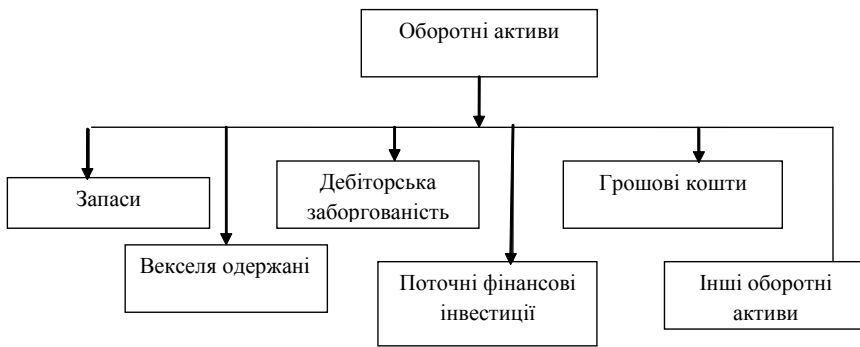 Оборотні активи
Запаси
Векселя одержані
Дебіторська
заборгованість
Поточні фінансові
інвестиції
Грошові кошти
Інші оборотні
активи